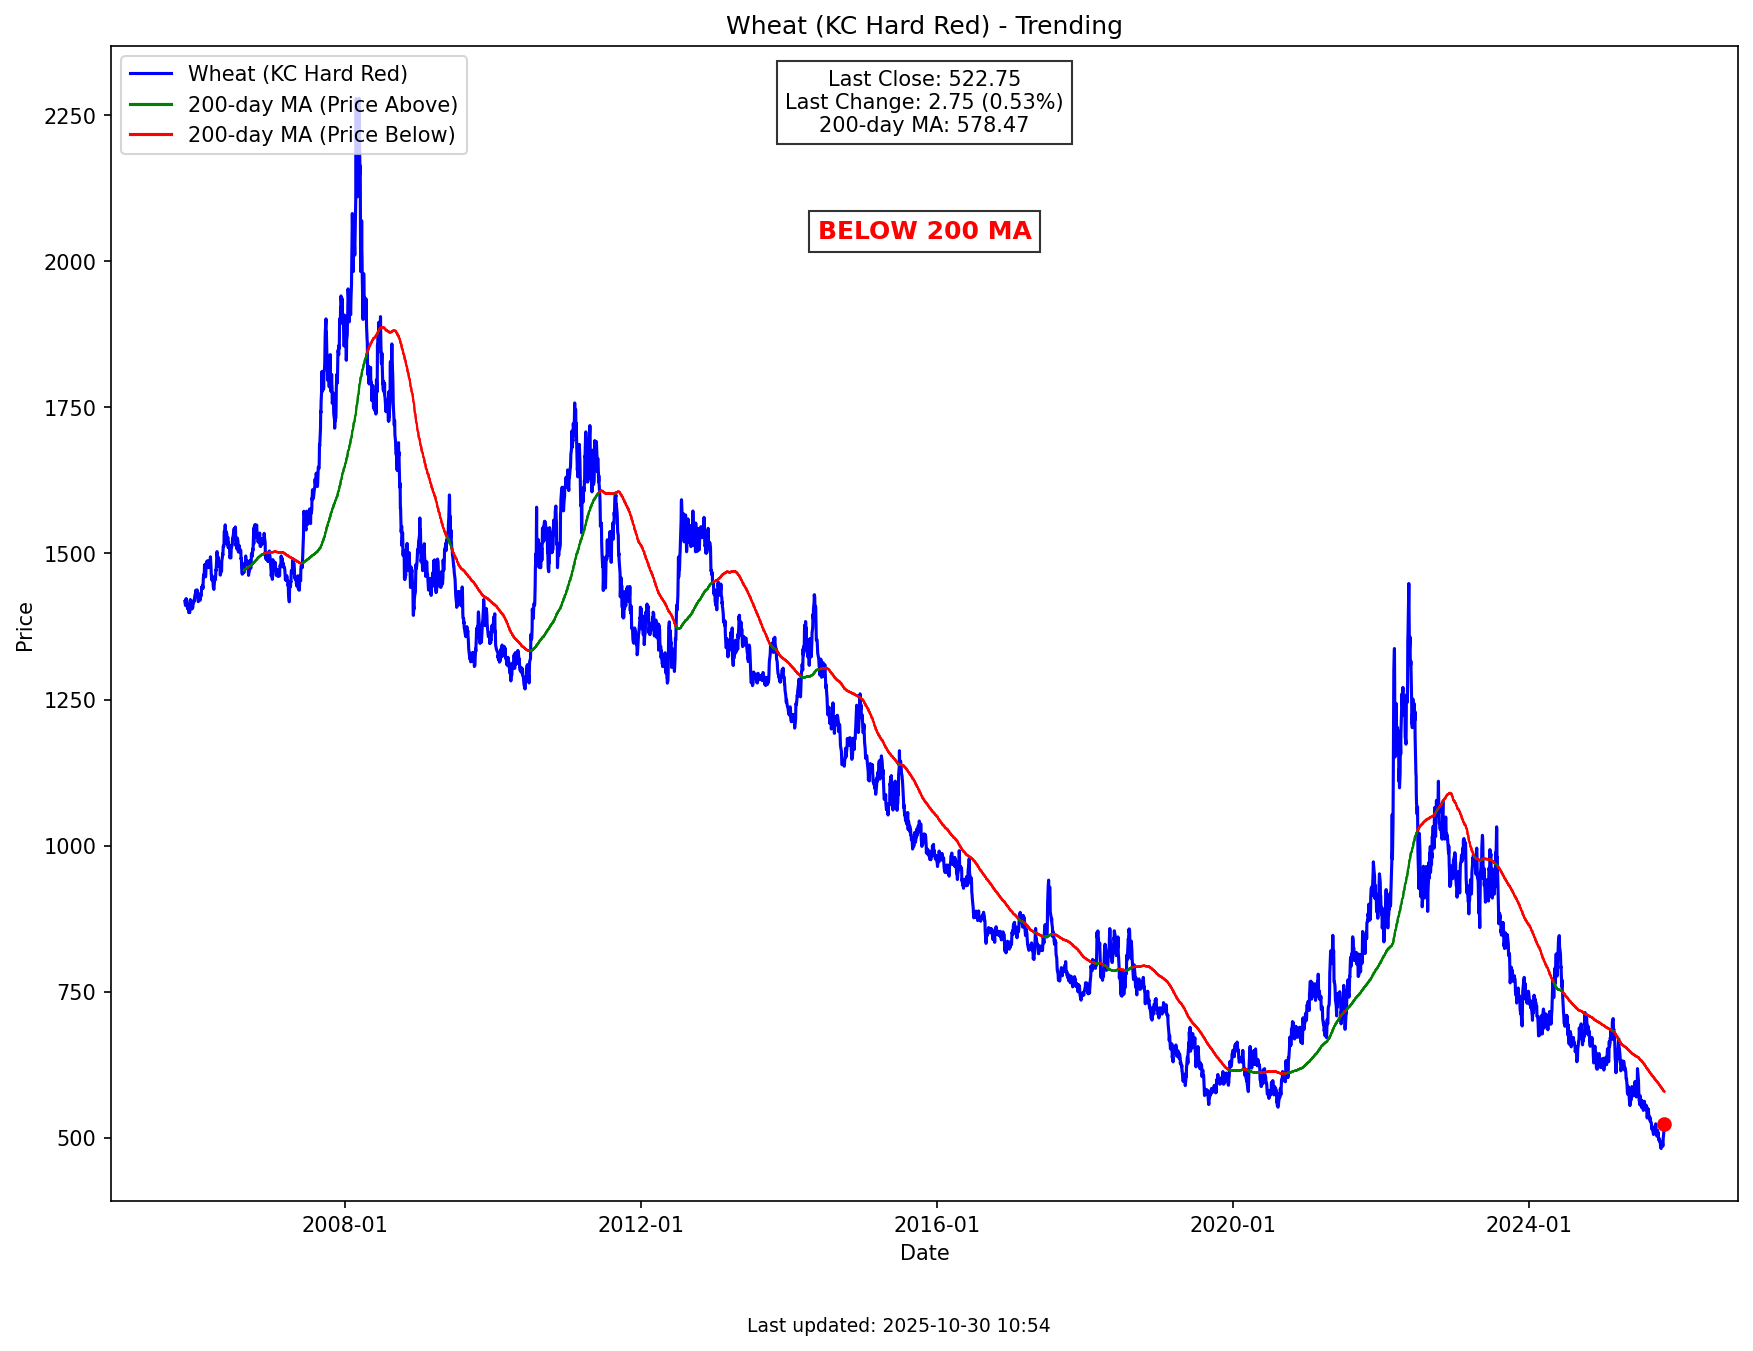 Wheat (KC Hard Red) - Trending
Wheat (KC Hard Red)
200-day MA (Price Above)
200-day MA (Price Below)
Last Close: 522.75
Last Change: 2.75 (0.53%)
200-day MA: 578.47
BELOW 200 MA
Price
2250
2000
1750
1500
1250
1000
750
500
2008-01
2012-01
2016-01
2020-01
2024-01
Date
Last updated: 2025-10-30 10:54